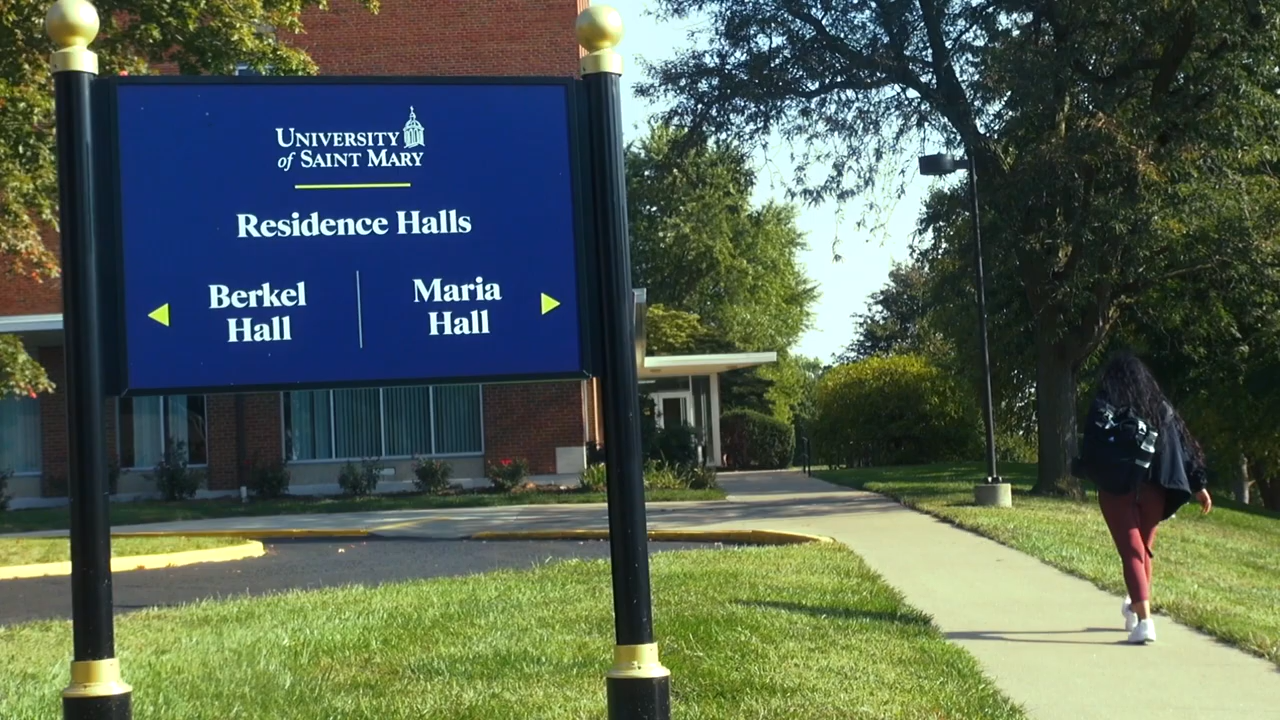 UNIVERSITY
of SAINT MARY
Residence Halls
Berkel
Hall
Maria
Hall